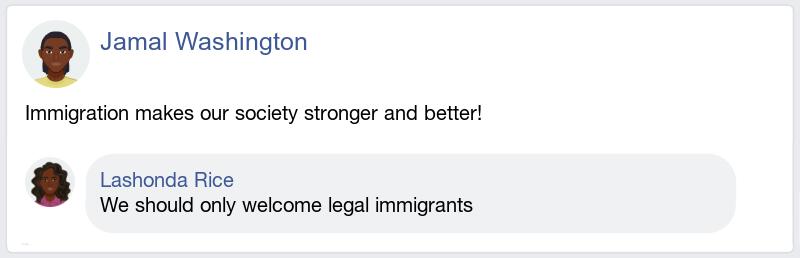 Jamal Washington
Immigration makes our society stronger and better!
Lashonda Rice
We should only welcome legal immigrants